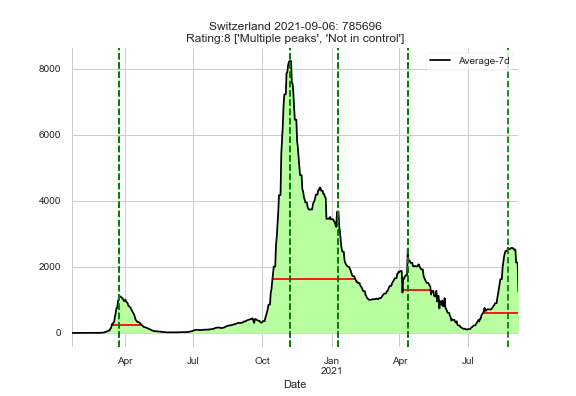 Switzerland 2021-09-06: 785696
Rating:8 ['Multiple peaks', 'Not in control']
Average-7d
8000
6000
4000
2000
0
Apr
Jul
Oct
Jan
2021
Apr
Jul
Date